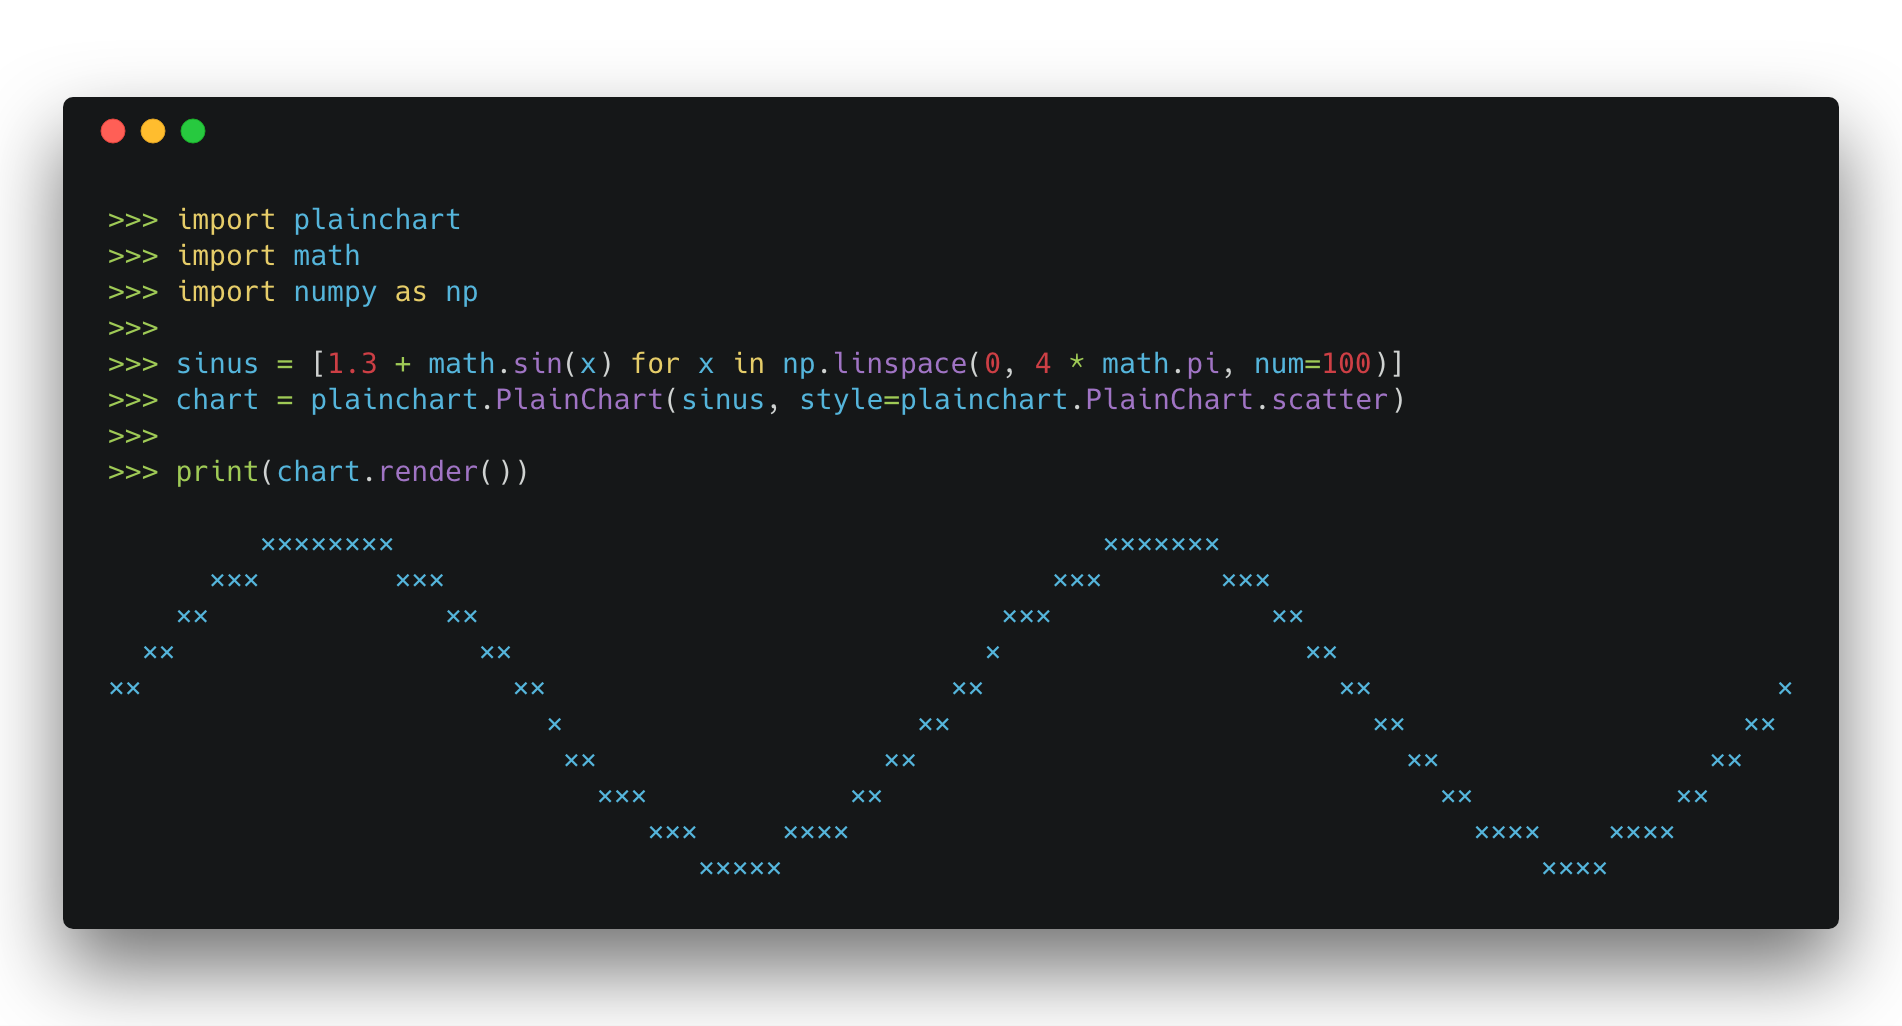 >>> import plainchart
>>> import math
>>> import numpy as np
>>>
>>> sinus = [1.3 + math.sin(x) for x in np.linspace(0, 4 * math.pi, num=100)]
>>> chart = plainchart.PlainChart(sinus, style=plainchart.PlainChart.scatter)
>>>
>>> print(chart.render())
         ××××××××                                          ×××××××
      ×××        ×××                                    ×××       ×××
    ××              ××                               ×××             ××
  ××                  ××                            ×                  ××
××                      ××                        ××                     ××                        ×
                          ×                     ××                         ××                    ××
                           ××                 ××                             ××                ××
                             ×××            ××                                 ××            ××
                                ×××     ××××                                     ××××    ××××
                                   ×××××                                             ××××